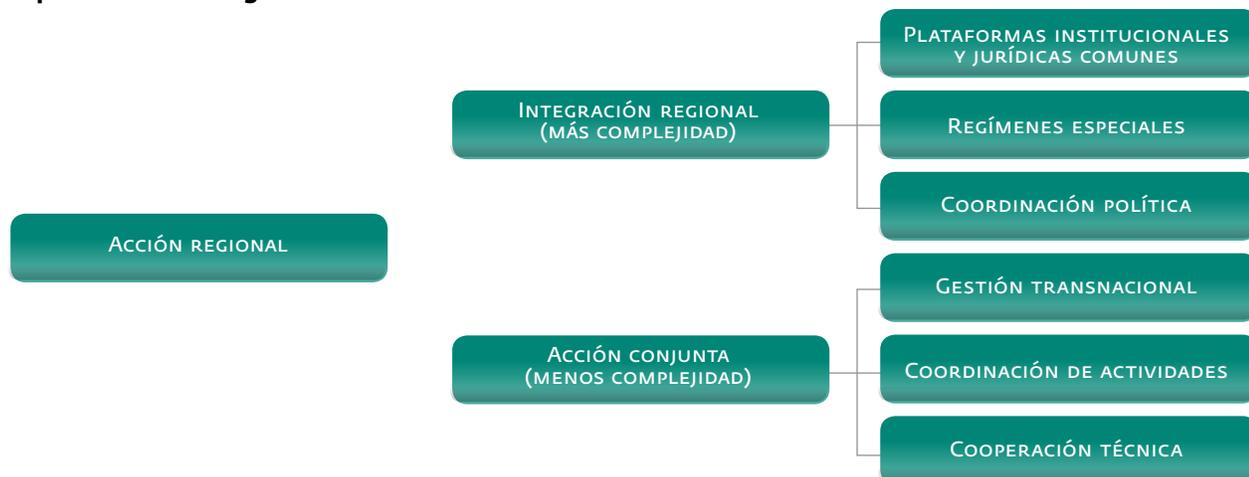 Acción regional
Integración regional
(más complejidad)
Acción conjunta
(menos complejidad)
Plataformas institucionales
y jurídicas comunes
Regímenes especiales
Coordinación política
Gestión transnacional
Coordinación de actividades
Cooperación técnica